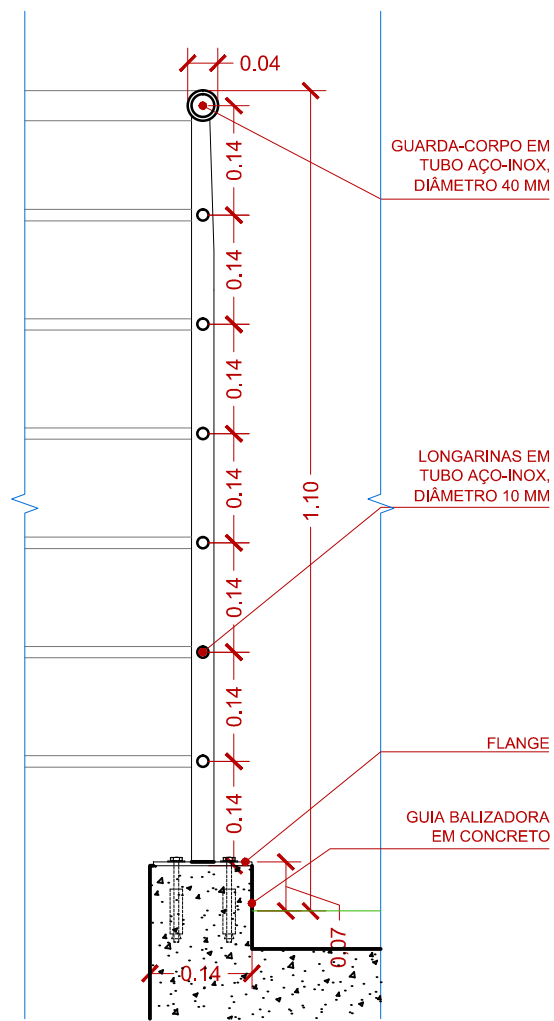 0.04
GUARDA-CORPO EM
TUBO AÇO-INOX,
DIÂMETRO 40 MM
0.14
0.14
0.14
0.14
LONGARINAS EM
TUBO AÇO-INOX,
DIÂMETRO 10 MM
1.10
0.14
0.14
0.14
FLANGE
GUIA BALIZADORA
EM CONCRETO
0.07
0.14